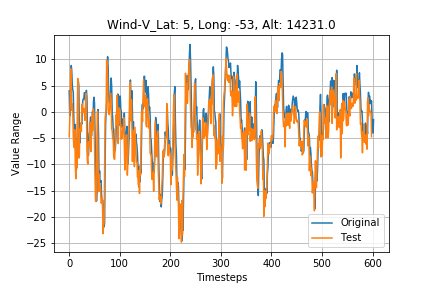 Wind-V_Lat: 5, Long: -53, Alt: 14231.0
Value Range
10
5
0
−5
−10
−15
−20
−25
0 100 200 300 400 500 600
Timesteps
Original
Test